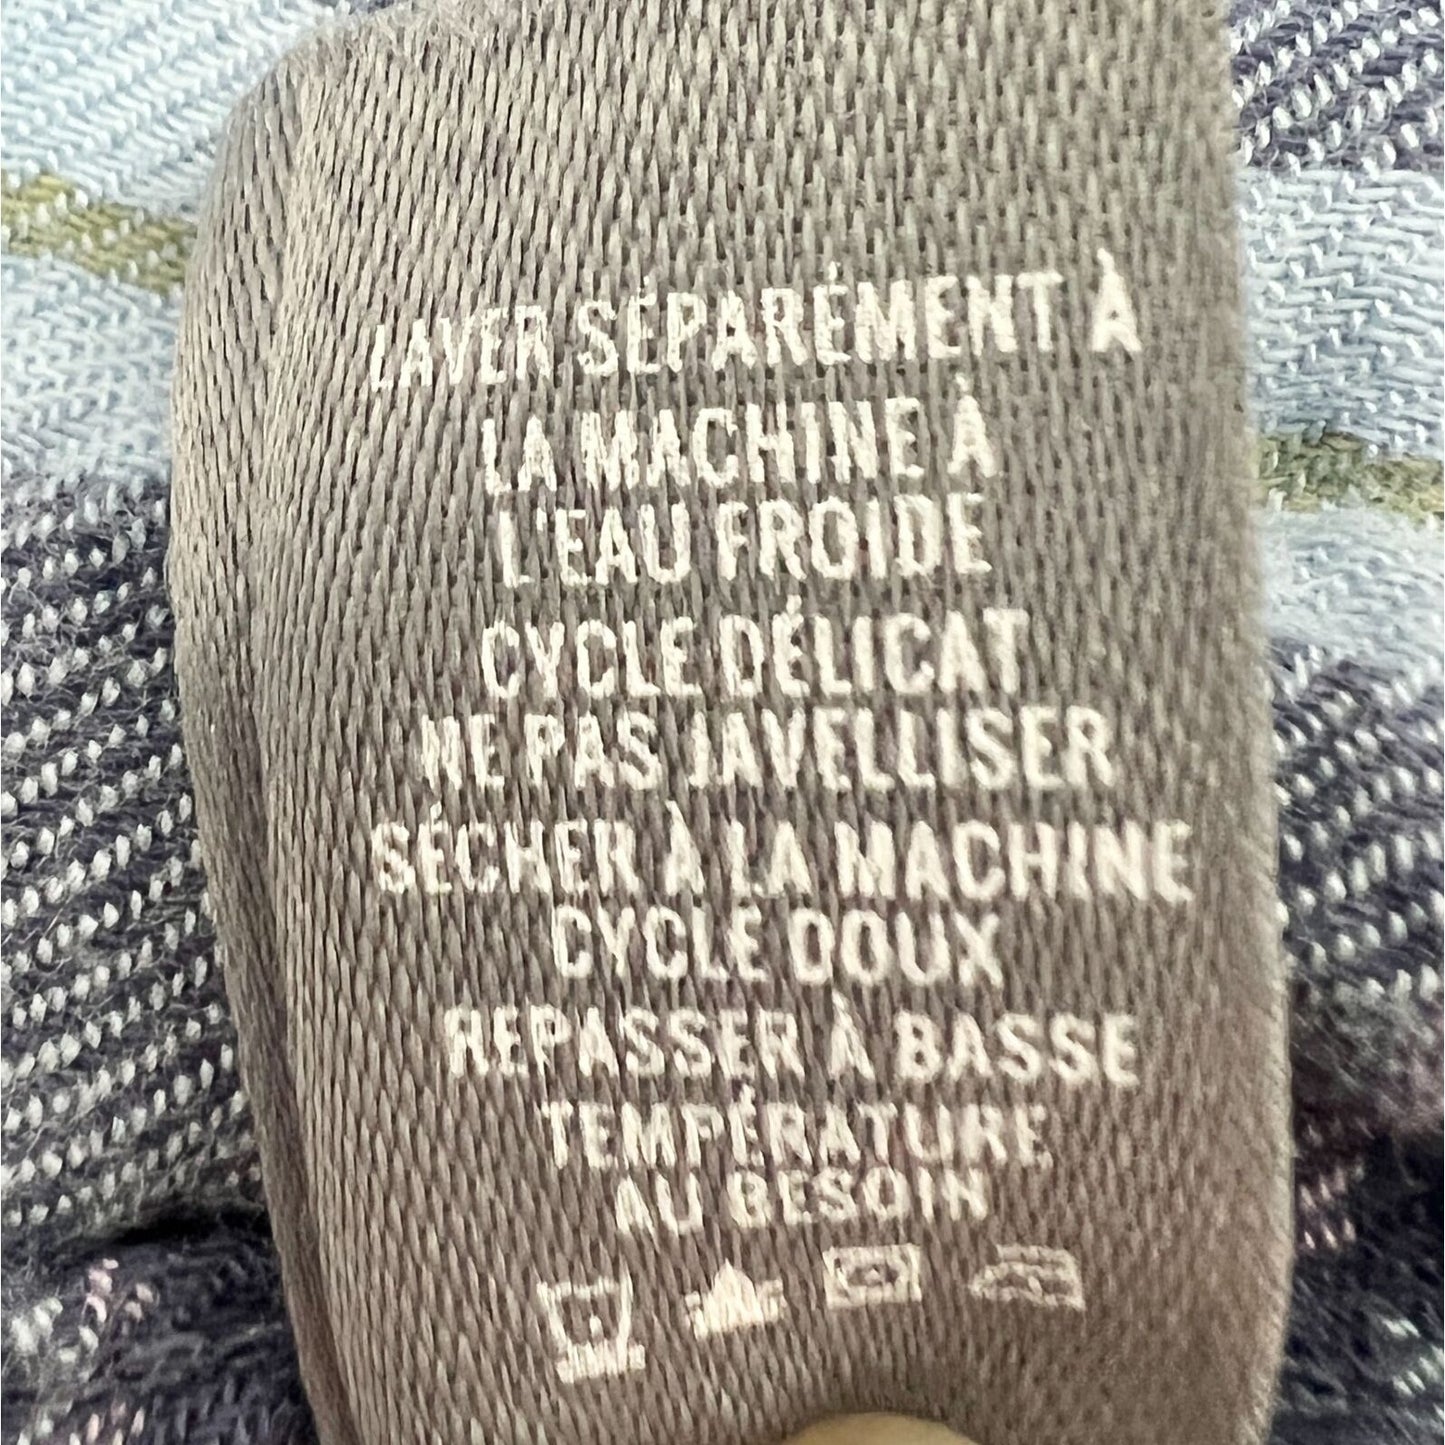 LAVER SÉPARÉMENT À
LA MACHINE À
L'EAU FROIDE
CYCLE DÉLICAT
NE PAS JAVELLISER
SÉCHER À LA MACHINE
CYCLE DOUX
REPASSER À BASSE
TEMPÉRATURE
AU BESOIN